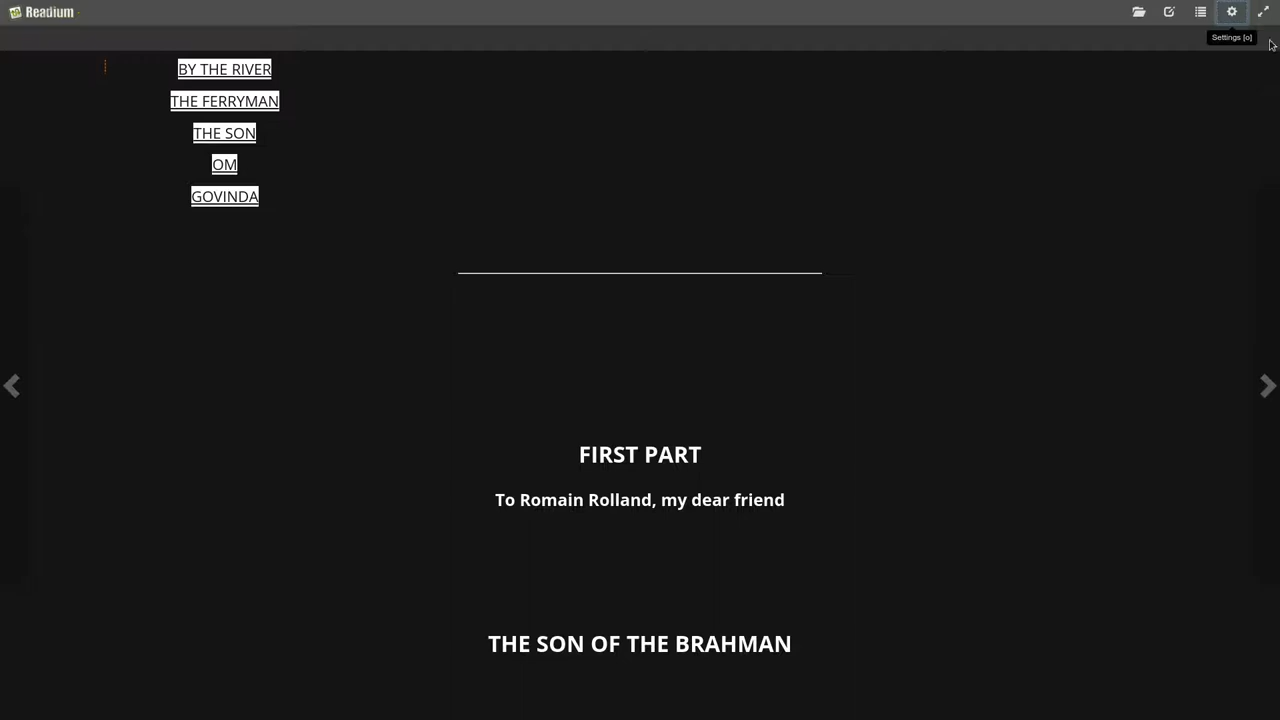 Readium
Settings [o]
BY THE RIVER
THE FERRYMAN
THE SON
OM
GOVINDA
FIRST PART
To Romain Rolland, my dear friend
THE SON OF THE BRAHMAN